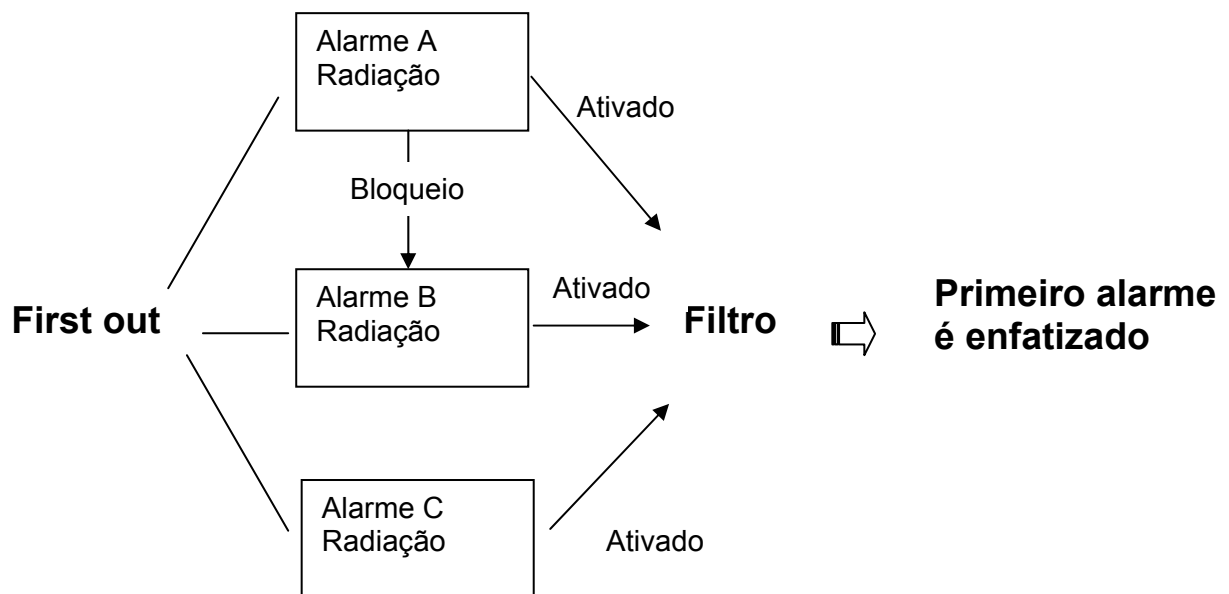 Alarme A
Radiação
Ativado
Bloqueio
First out
Alarme B
Radiação
Ativado
Filtro
Primeiro alarme
é enfatizado
Alarme C
Radiação
Ativado